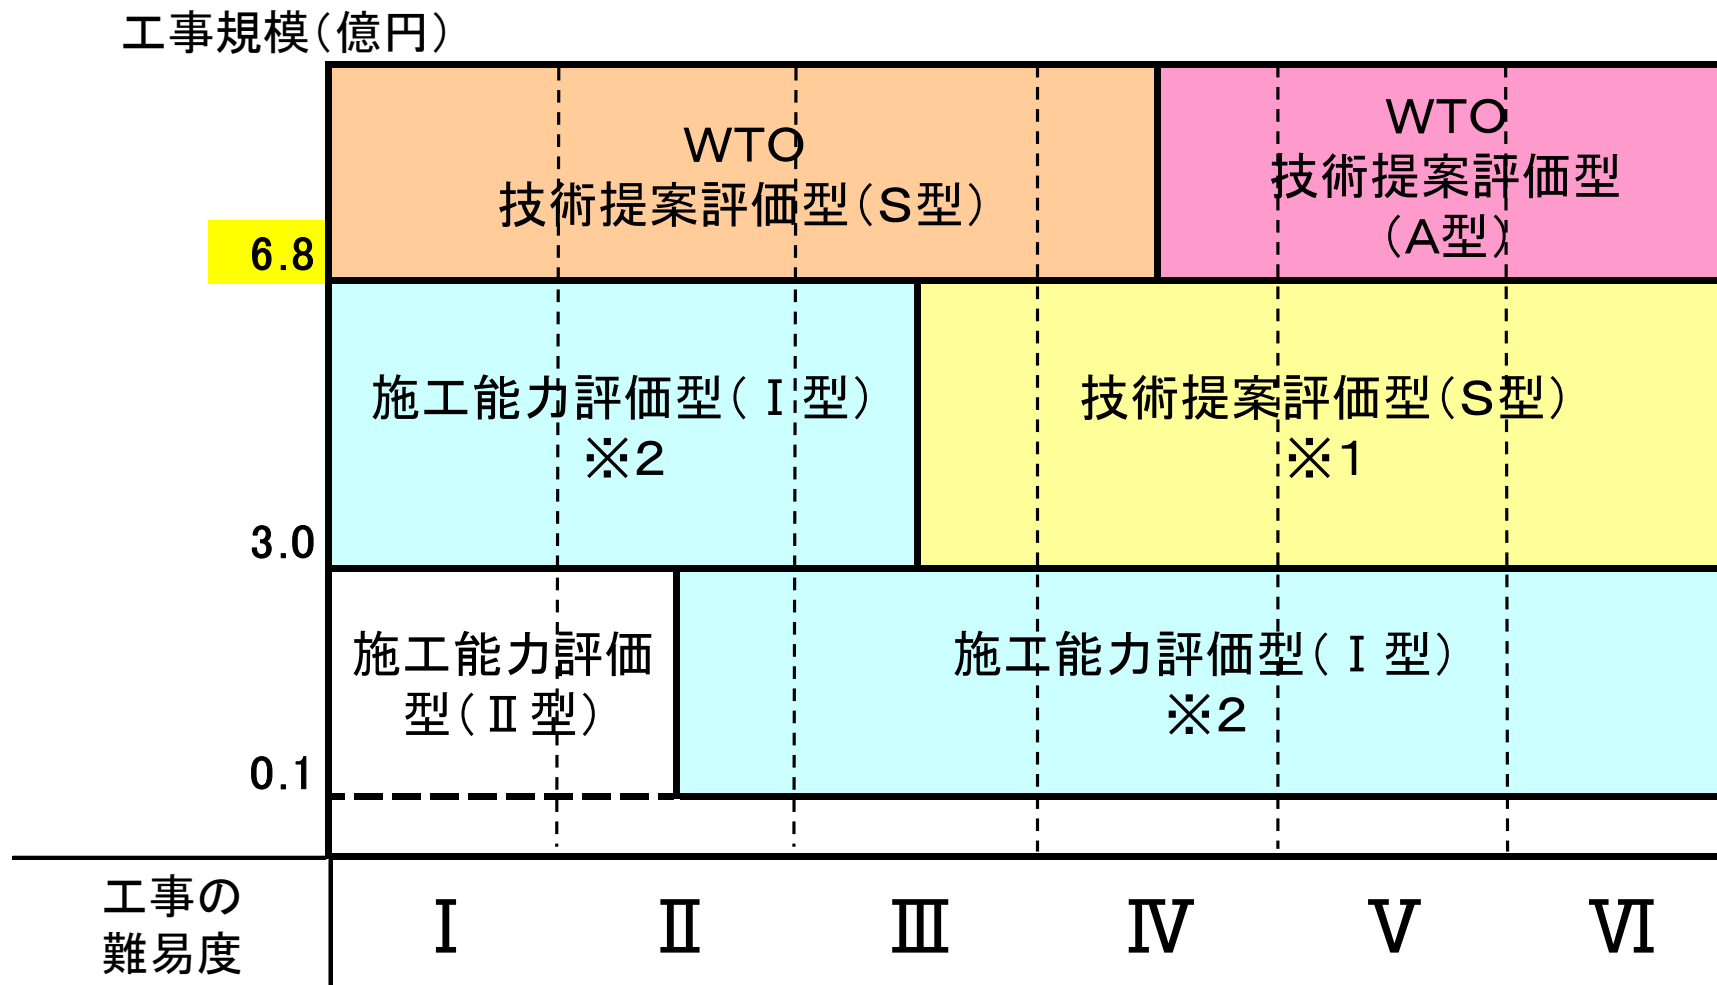 工事規模(億円)
WTO
技術提案評価型(S型)
WTO
技術提案評価型
(A型)
6.8
施工能力評価型(Ⅰ型)
※2
技術提案評価型(S型)
※1
3.0
施工能力評価
型(Ⅱ型)
施工能力評価型(Ⅰ型)
※2
0.1
工事の
難易度
Ⅰ Ⅱ Ⅲ Ⅳ Ⅴ Ⅵ